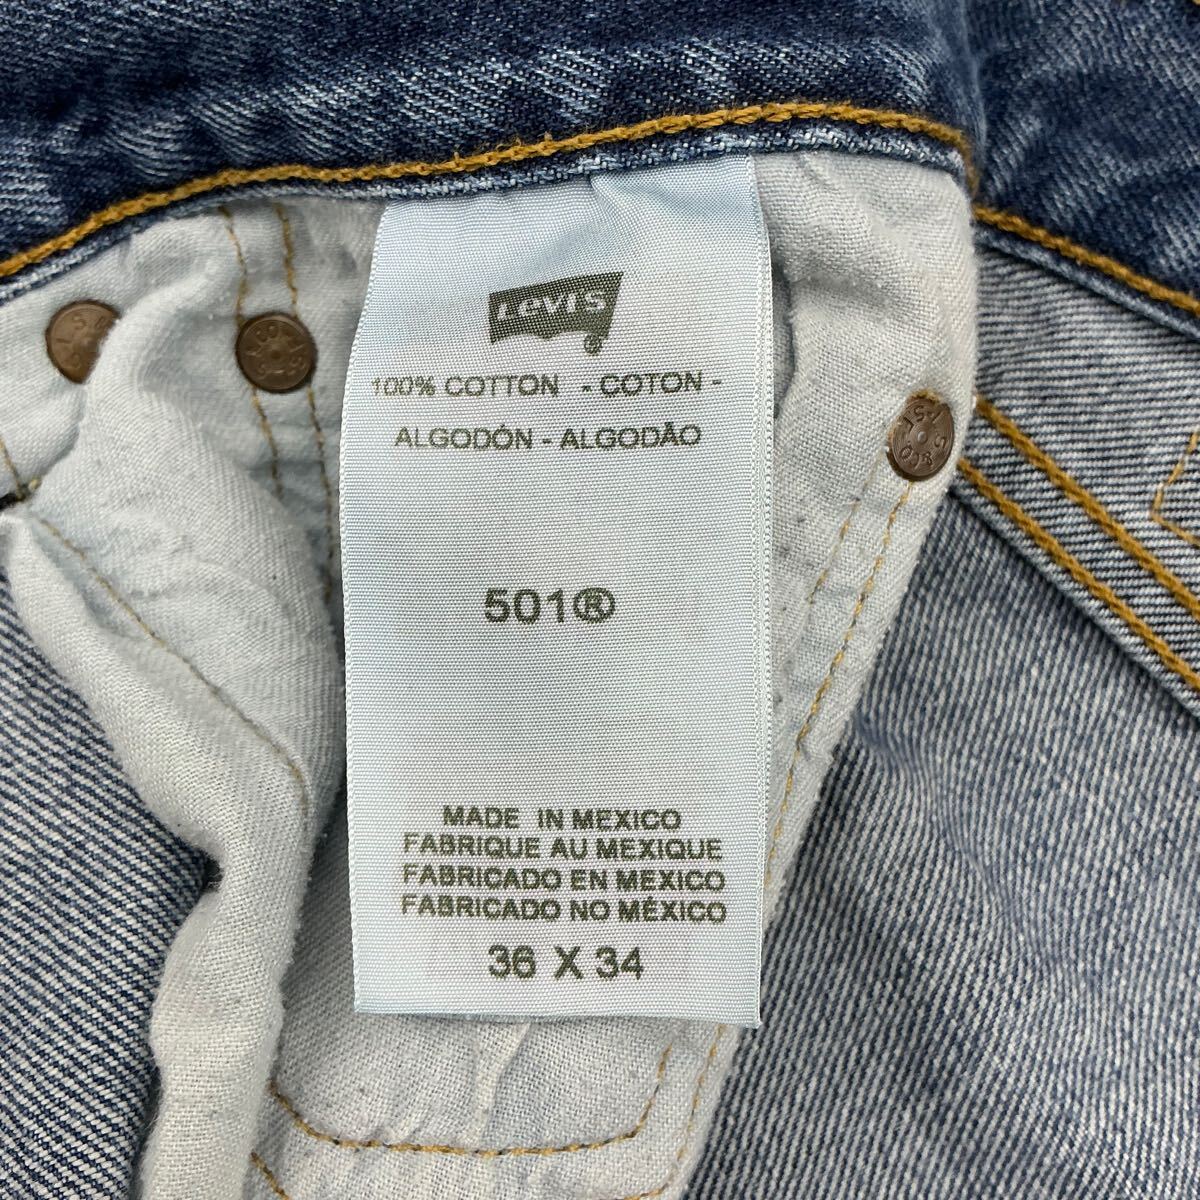 Levi's
100% COTTON - COTON -
ALGODÓN - ALGODÃO
501®
MADE IN MEXICO
FABRIQUE AU MEXIQUE
FABRICADO EN MEXICO
FABRICADO NO MÉXICO
36 X 34